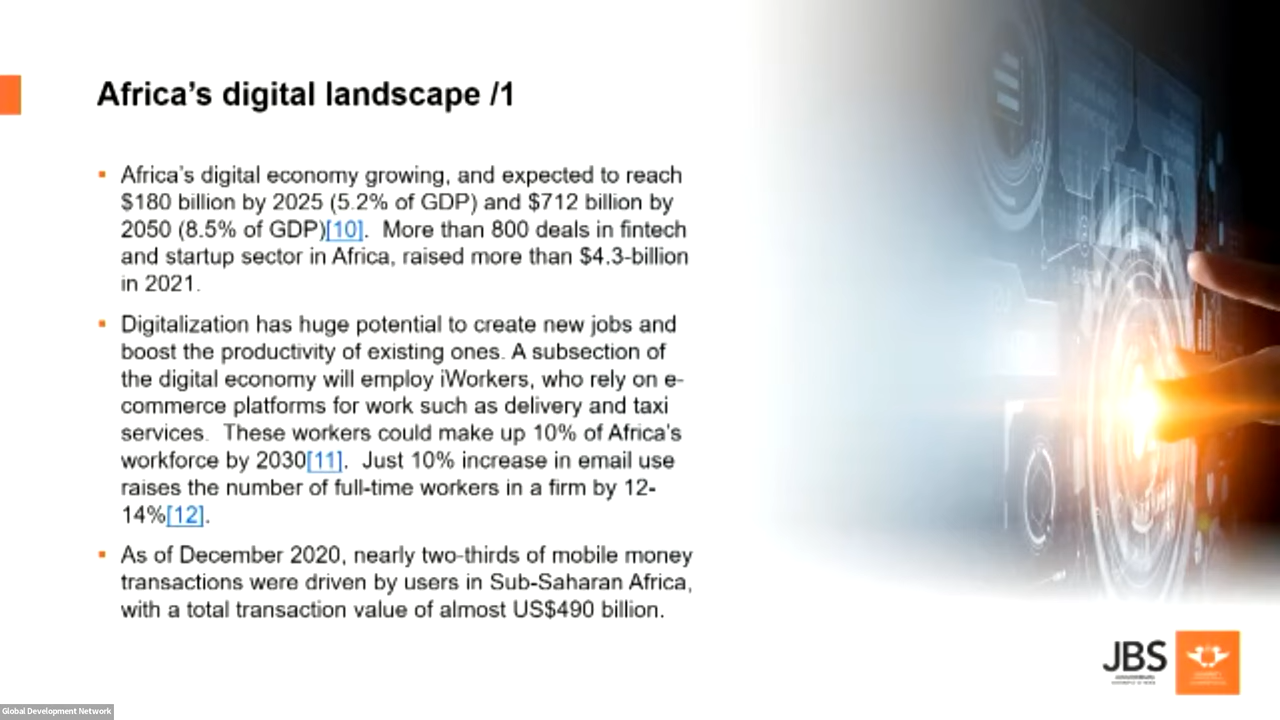 Africa's digital landscape /1
Africa's digital economy growing, and expected to reach
$180 billion by 2025 (5.2% of GDP) and $712 billion by
2050 (8.5% of GDP)[10]. More than 800 deals in fintech
and startup sector in Africa, raised more than $4.3-billion
in 2021.
Digitalization has huge potential to create new jobs and
boost the productivity of existing ones. A subsection of
the digital economy will employ iWorkers, who rely on e-
commerce platforms for work such as delivery and taxi
services. These workers could make up 10% of Africa's
workforce by 2030[11]. Just 10% increase in email use
raises the number of full-time workers in a firm by 12-
14%[12].
As of December 2020, nearly two-thirds of mobile money
transactions were driven by users in Sub-Saharan Africa,
with a total transaction value of almost US$490 billion.
JBS
Global Development Network